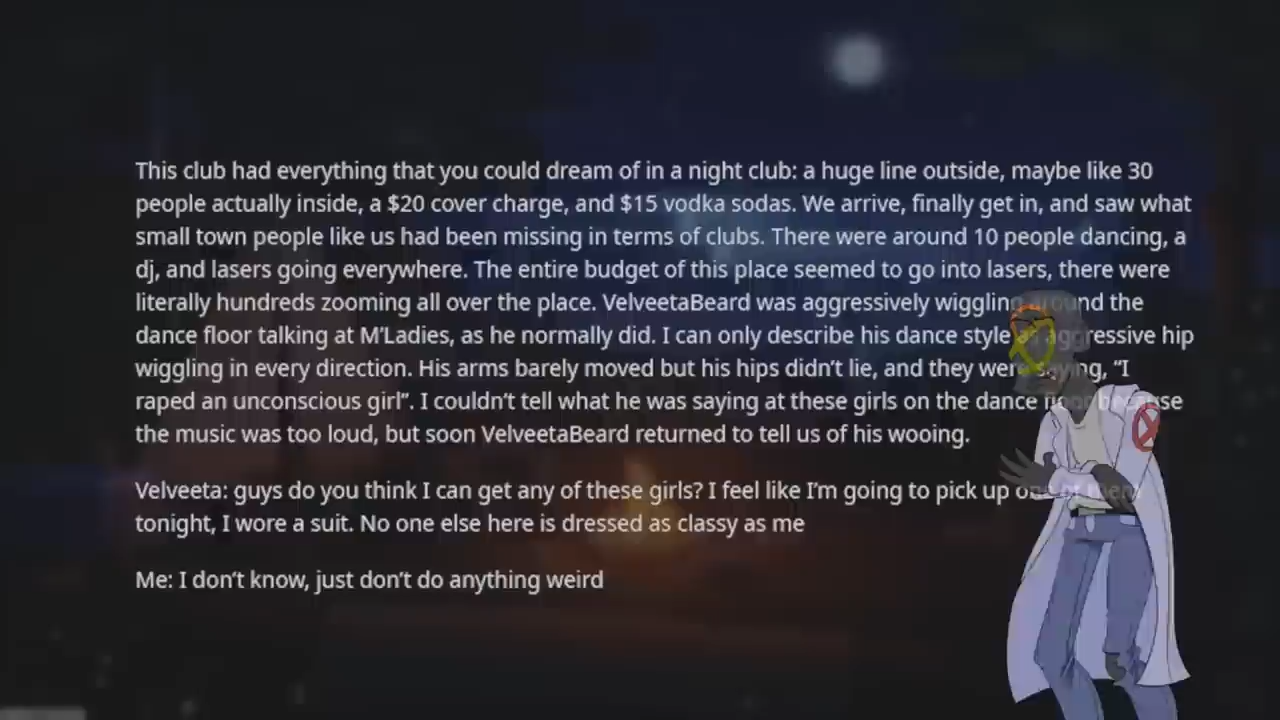 This club had everything that you could dream of in a night club: a huge line outside, maybe like 30
people actually inside, a $20 cover charge, and $15 vodka sodas. We arrive, finally get in, and saw what
small town people like us had been missing in terms of clubs. There were around 10 people dancing, a
dj, and lasers going everywhere. The entire budget of this place seemed to go into lasers, there were
literally hundreds zooming all over the place. VelveetaBeard was aggressively wiggling around the
dance floor talking at M'Ladies, as he normally did. I can only describe his dance style as aggressive hip
wiggling in every direction. His arms barely moved but his hips didn't lie, and they were saying, “I
raped an unconscious girl”. I couldn't tell what he was saying at these girls on the dance floor because
the music was too loud, but soon VelveetaBeard returned to tell us of his wooing.
Velveeta: guys do you think I can get any of these girls? I feel like I'm going to pick up one of them
tonight, I wore a suit. No one else here is dressed as classy as me
Me: I don't know, just don't do anything weird